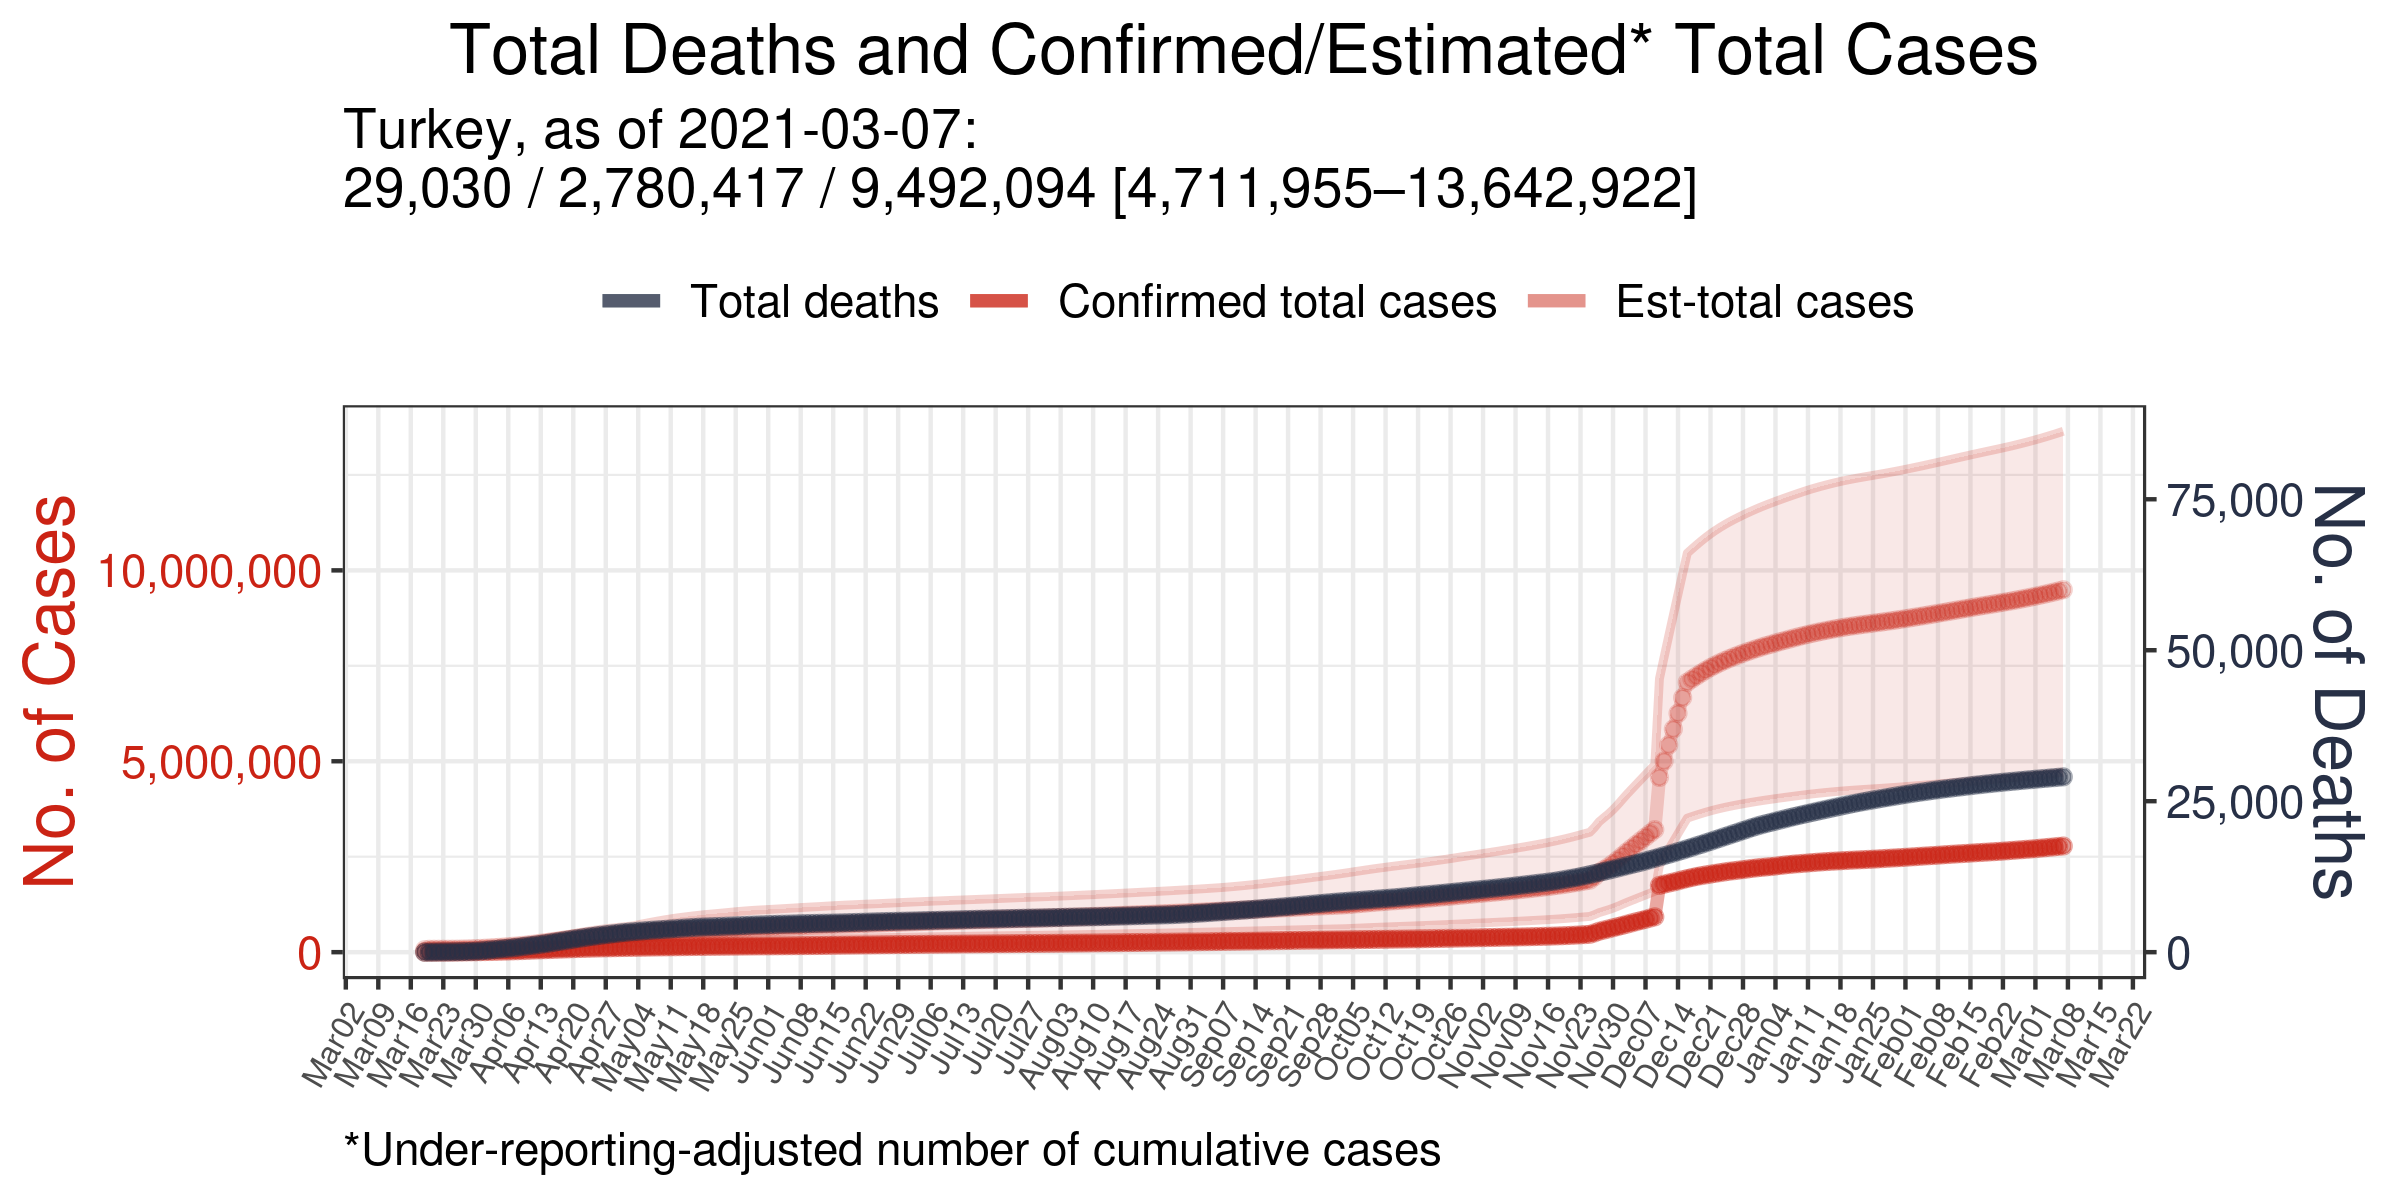 Total Deaths and Confirmed/Estimated* Total Cases
Turkey, as of 2021-03-07:
29,030 / 2,780,417 / 9,492,094 [4,711,955–13,642,922]
Total deaths
Confirmed total cases
Est-total cases
No. of Cases
10,000,000
5,000,000
0
75,000
50,000
25,000
0
No. of Deaths
Mar02
Mar09
Mar16
Mar23
Mar30
Apr06
Apr13
Apr20
Apr27
May04
May11
May18
May25
Jun01
Jun08
Jun15
Jun22
Jun29
Jul06
Jul13
Jul20
Jul27
Aug03
Aug10
Aug17
Aug24
Aug31
Sep07
Sep14
Sep21
Sep28
Oct05
Oct12
Oct19
Oct26
Nov02
Nov09
Nov16
Nov23
Nov30
Dec07
Dec14
Dec21
Dec28
Jan04
Jan11
Jan18
Jan25
Feb01
Feb08
Feb15
Feb22
Mar01
Mar08
Mar15
Mar22
*Under-reporting-adjusted number of cumulative cases